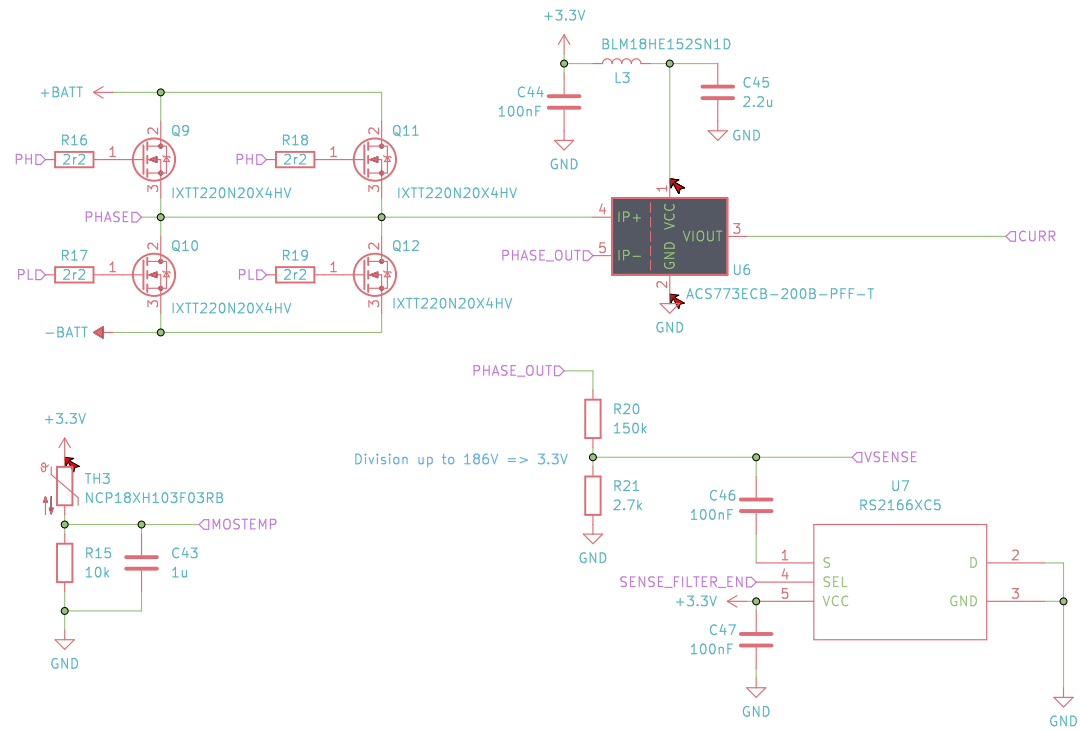 +3.3V
BLM18HE152SN1D
L3
C44
100nF
GND
C45
2.2u
GND
+BATT
Q9
2
PH
R16
2r2
1
3
IXTT220N20X4HV
Q11
2
PH
R18
2r2
1
3
IXTT220N20X4HV
PHASE
Q10
2
PL
R17
2r2
1
3
IXTT220N20X4HV
Q12
2
PL
R19
2r2
1
3
IXTT220N20X4HV
-BATT
1
4
IP+
VCC
VIOUT
3
CURR
PHASE_OUT
5
IP-
GND
2
U6
ACS773ECB-200B-PFF-T
GND
PHASE_OUT
R20
150k
Division up to 186V => 3.3V
VSENSE
R21
2.7k
GND
C46
100nF
U7
RS2166XC5
1
S
D
2
SENSE_FILTER_EN
4
SEL
+3.3V
5
VCC
GND
3
C47
100nF
GND
GND
+3.3V
θ
TH3
NCP18XH103F03RB
MOSTEMP
R15
10k
C43
1u
GND